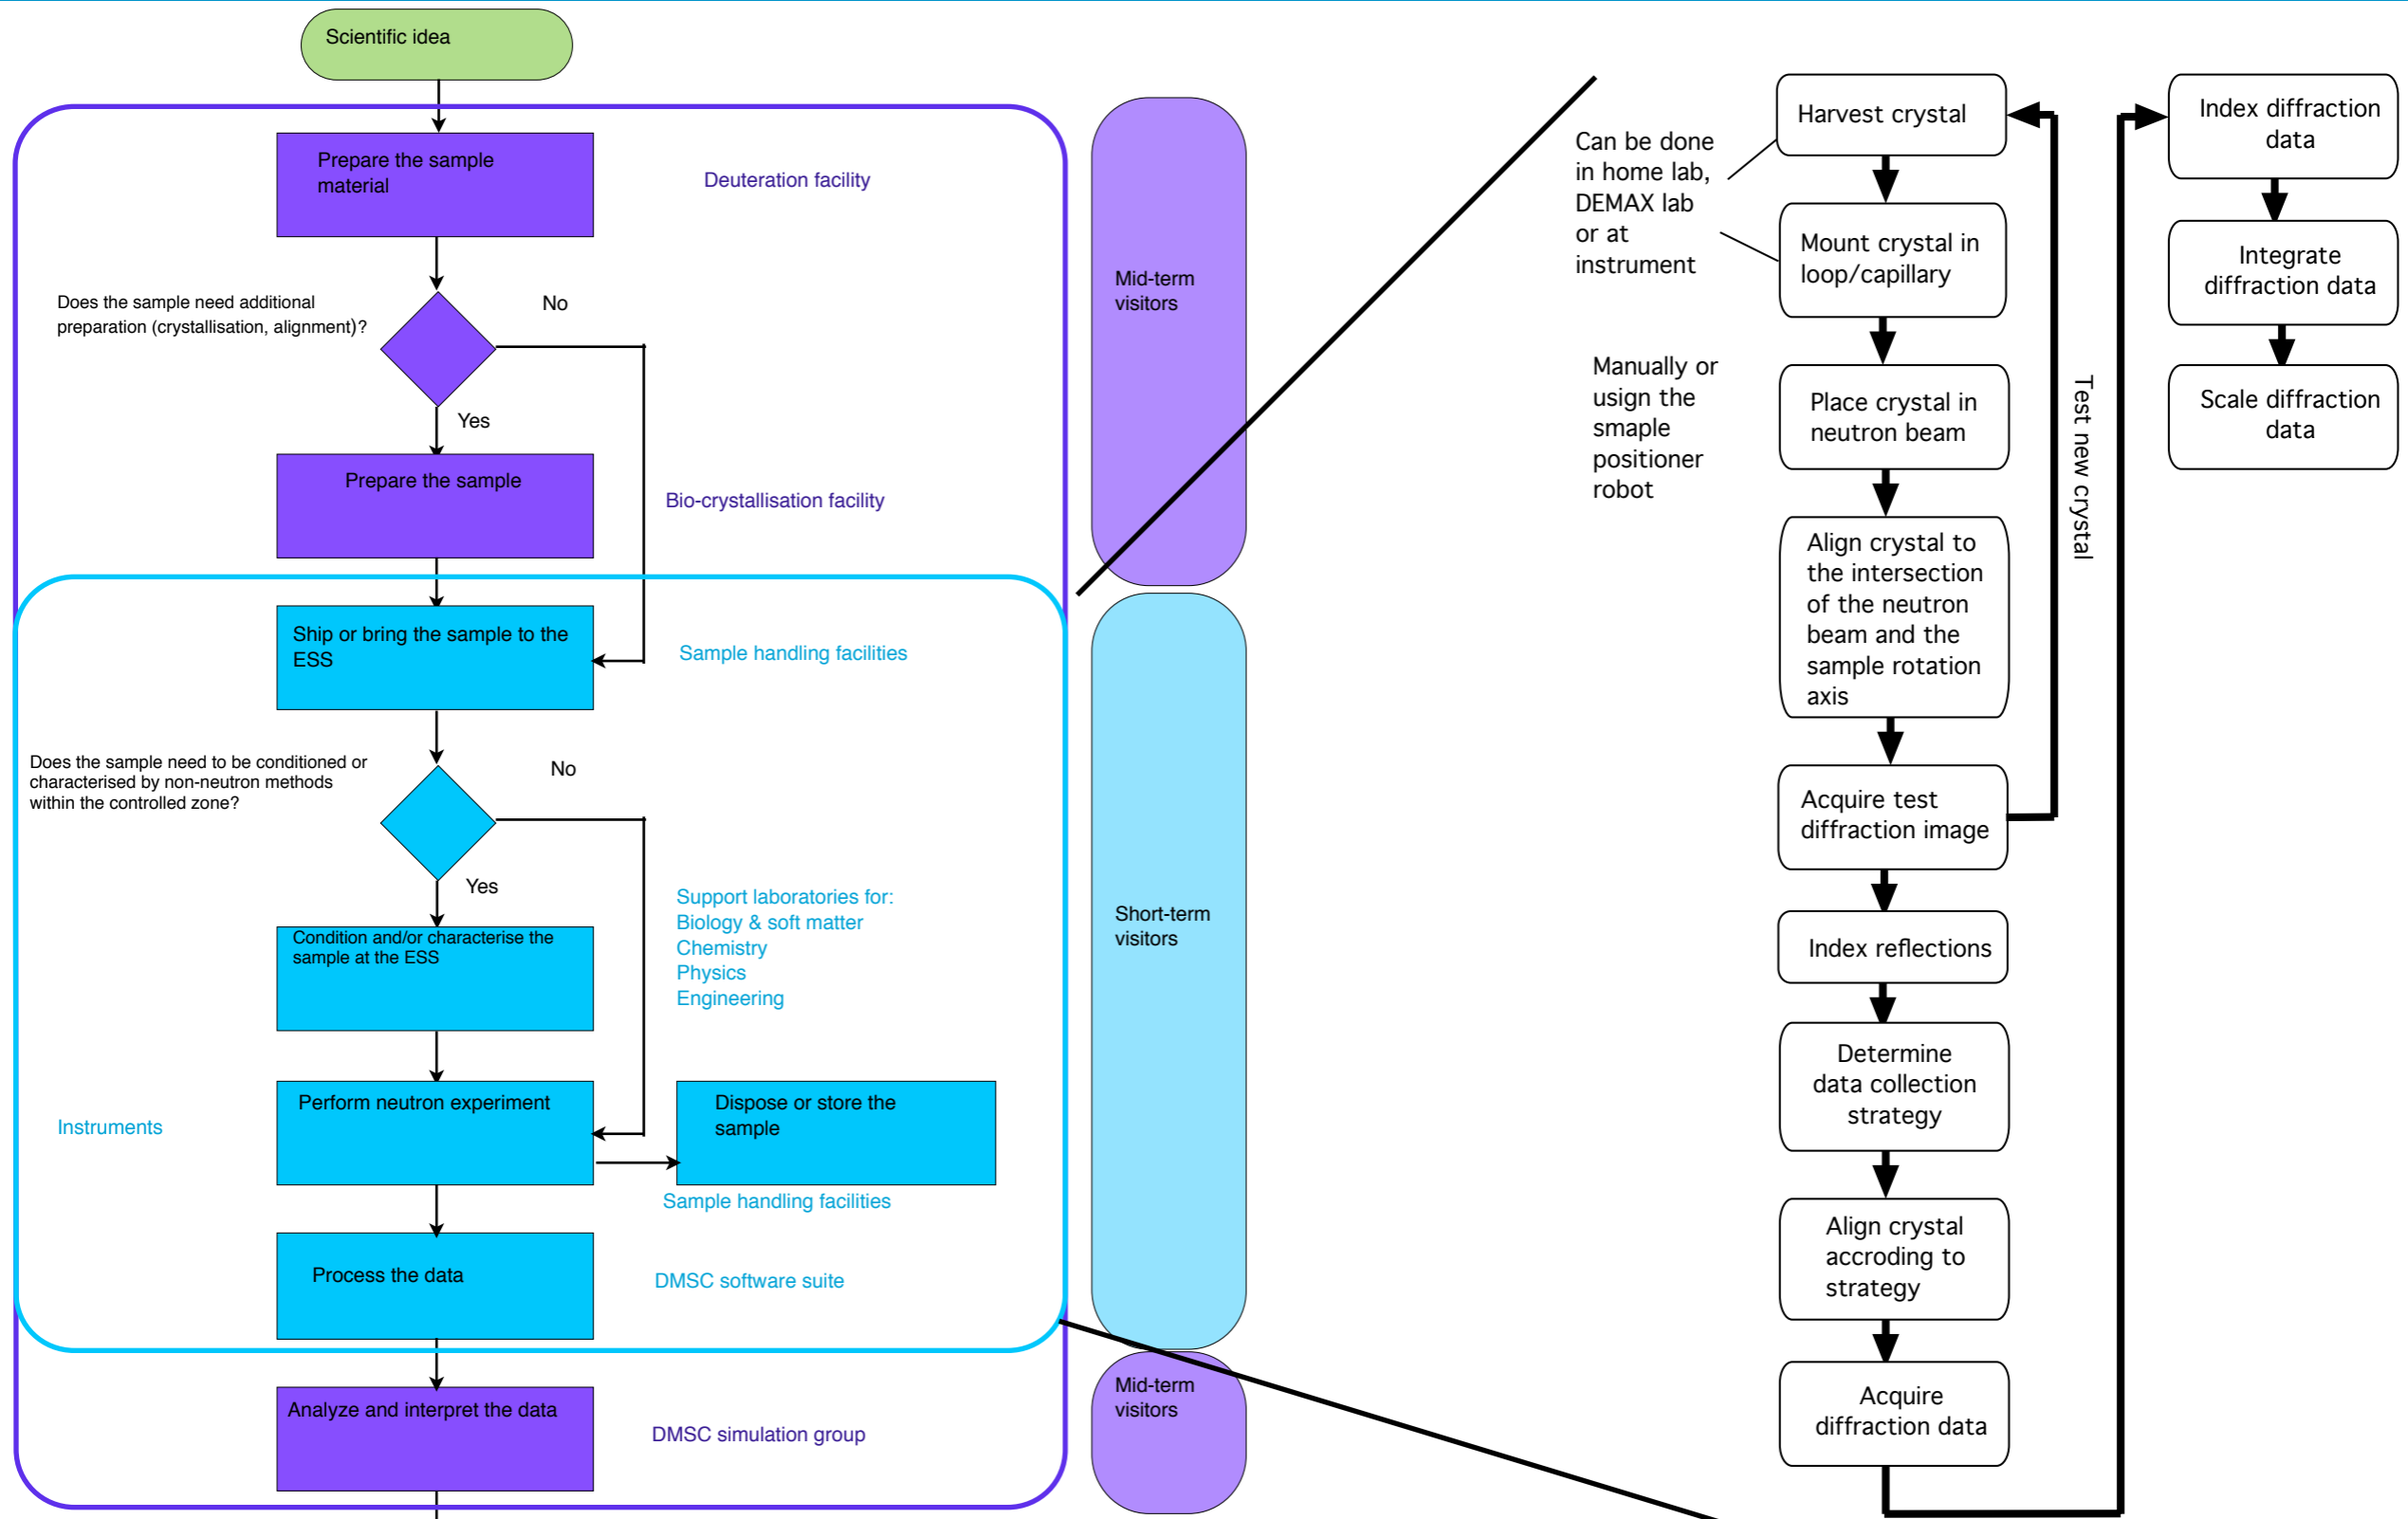 Scientific idea
Prepare the sample
material
Deuteration facility
Does the sample need additional
preparation (crystallisation, alignment)?
No
Yes
Prepare the sample
Bio-crystallisation facility
Ship or bring the sample to the
ESS
Sample handling facilities
Does the sample need to be conditioned or
characterised by non-neutron methods
within the controlled zone?
No
Yes
Support laboratories for:
Biology & soft matter
Chemistry
Physics
Engineering
Condition and/or characterise the
sample at the ESS
Instruments
Perform neutron experiment
Dispose or store the
sample
Sample handling facilities
Process the data
DMSC software suite
Analyze and interpret the data
DMSC simulation group
Mid-term
visitors
Short-term
visitors
Mid-term
visitors
Can be done
in home lab,
DEMAX lab
or at
instrument
Manually or
usign the
smaple
positioner
robot
Harvest crystal
Mount crystal in
loop/capillary
Place crystal in
neutron beam
Align crystal to
the intersection
of the neutron
beam and the
sample rotation
axis
Acquire test
diffraction image
Test new crystal
Index reflections
Determine
data collection
strategy
Align crystal
accroding to
strategy
Acquire
diffraction data
Index diffraction
data
Integrate
diffraction data
Scale diffraction
data